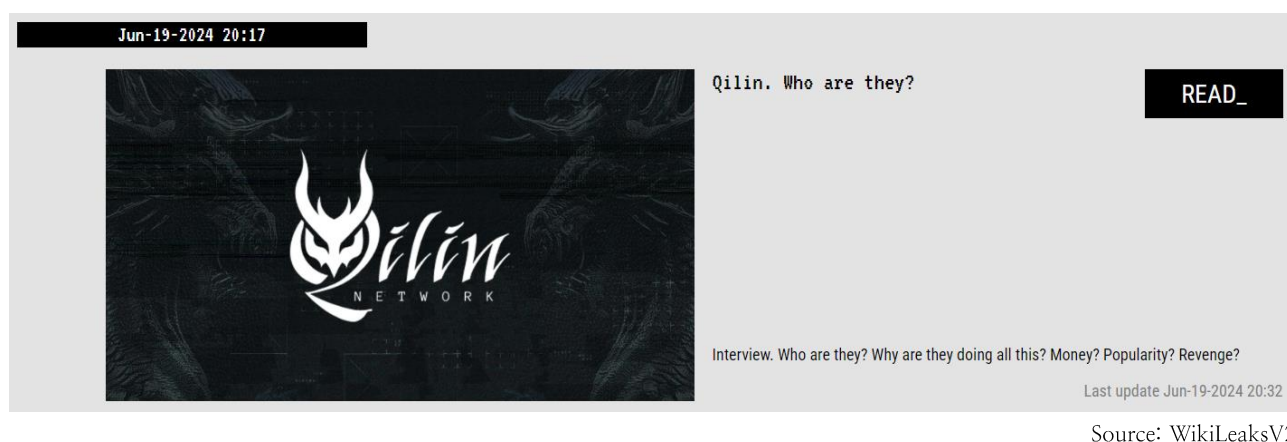 Jun-19-2024 20:17
Qilin. Who are they?
READ_
Qilin
NETWORK
Interview. Who are they? Why are they doing all this? Money? Popularity? Revenge?
Last update Jun-19-2024 20:32
Source: WikiLeaksV